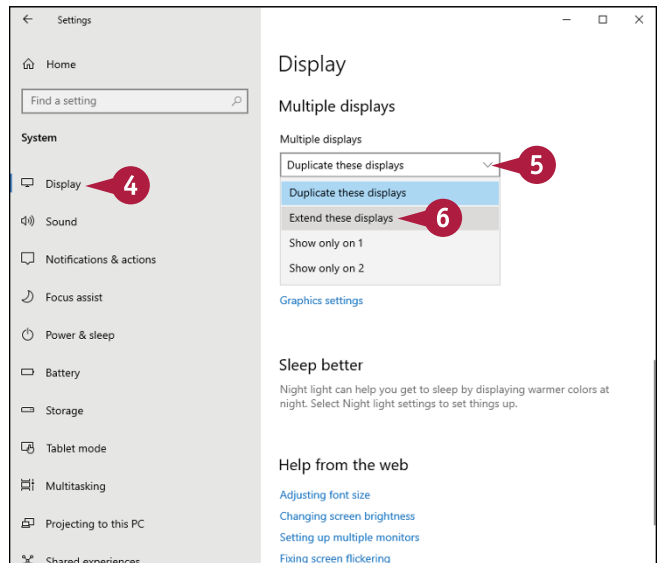 Settings
Home
Find a setting
System
Display
4
Sound
Notifications & actions
Focus assist
Power & sleep
Battery
Storage
Tablet mode
Multitasking
Projecting to this PC
Shared experiences
Display
Multiple displays
Multiple displays
Duplicate these displays
5
Duplicate these displays
Extend these displays
6
Show only on 1
Show only on 2
Graphics settings
Sleep better
Night light can help you get to sleep by displaying warmer colors at
night. Select Night light settings to set things up.
Help from the web
Adjusting font size
Changing screen brightness
Setting up multiple monitors
Fixing screen flickering